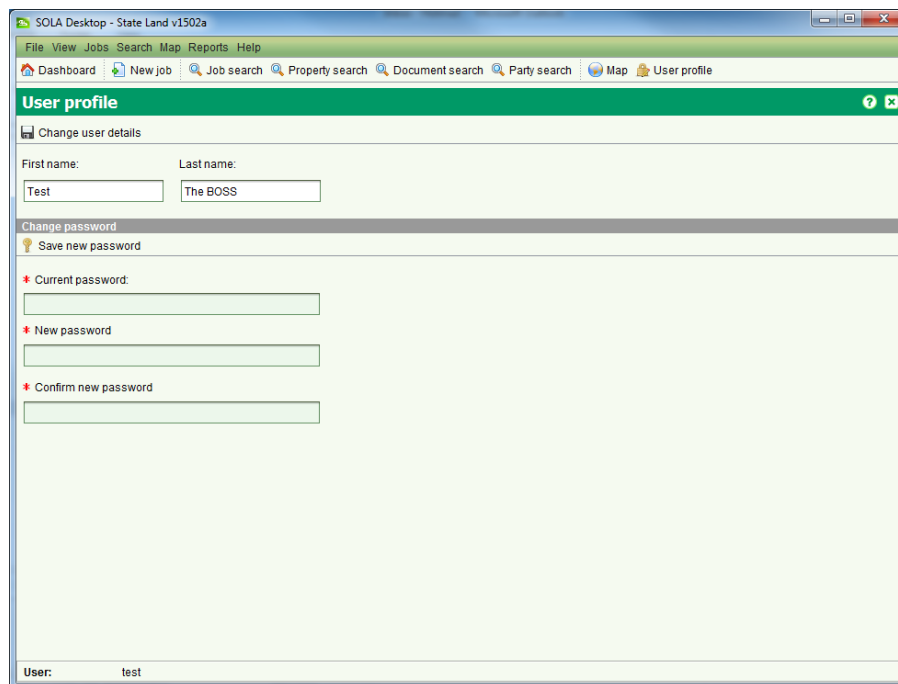 SOLA Desktop - State Land v1502a
File View Jobs Search Map Reports Help
Dashboard New job Job search Property search Document search Party search Map User profile
User profile
Change user details
First name: Last name:
Test The BOSS
Change password
Save new password
* Current password:
* New password
* Confirm new password
User: test